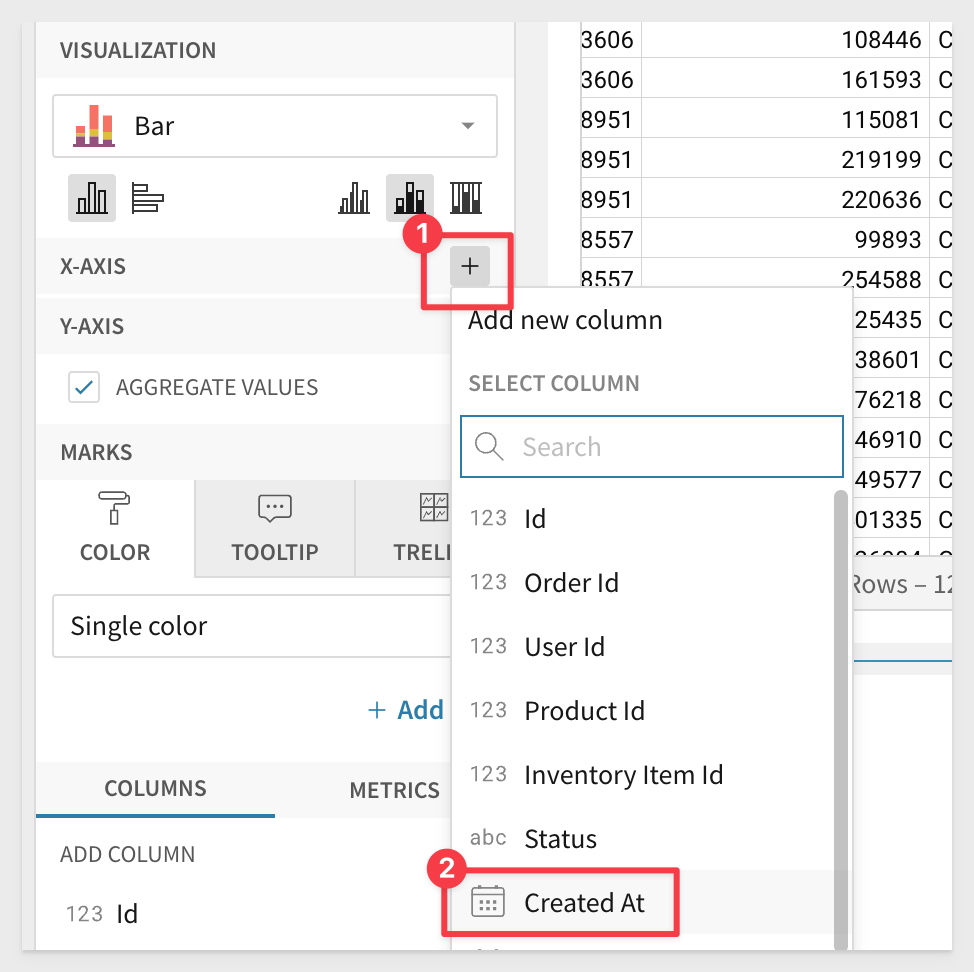 VISUALIZATION
Bar
1
X-AXIS
Y-AXIS
AGGREGATE VALUES
MARKS
COLOR
TOOLTIP
TRELI
Single color
+ Add
COLUMNS
METRICS
ADD COLUMN
123 Id
Add new column
SELECT COLUMN
Search
123 Id
123 Order Id
123 User Id
123 Product Id
123 Inventory Item Id
abc Status
2
Created At
3606 108446 C
3606 161593 C
8951 115081 C
8951 219199 C
8951 220636 C
8557 99893 C
8557 254588 C
25435 C
38601 C
76218 C
46910 C
49577 C
01335 C
Rows – 12